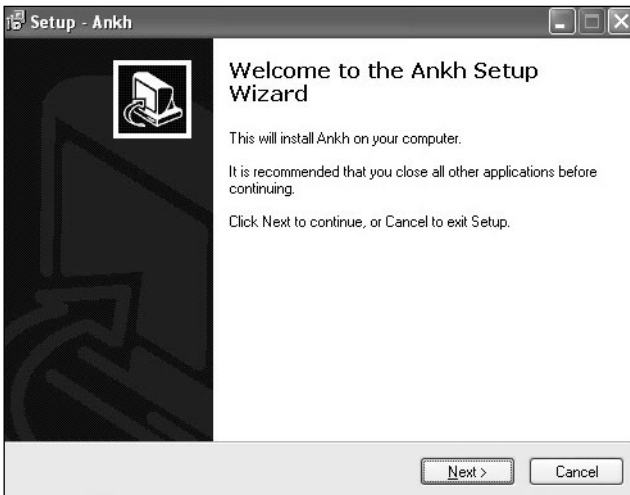 Setup - Ankh
Welcome to the Ankh Setup
Wizard
This will install Ankh on your computer.
It is recommended that you close all other applications before
continuing.
Click Next to continue, or Cancel to exit Setup.
Next >
Cancel